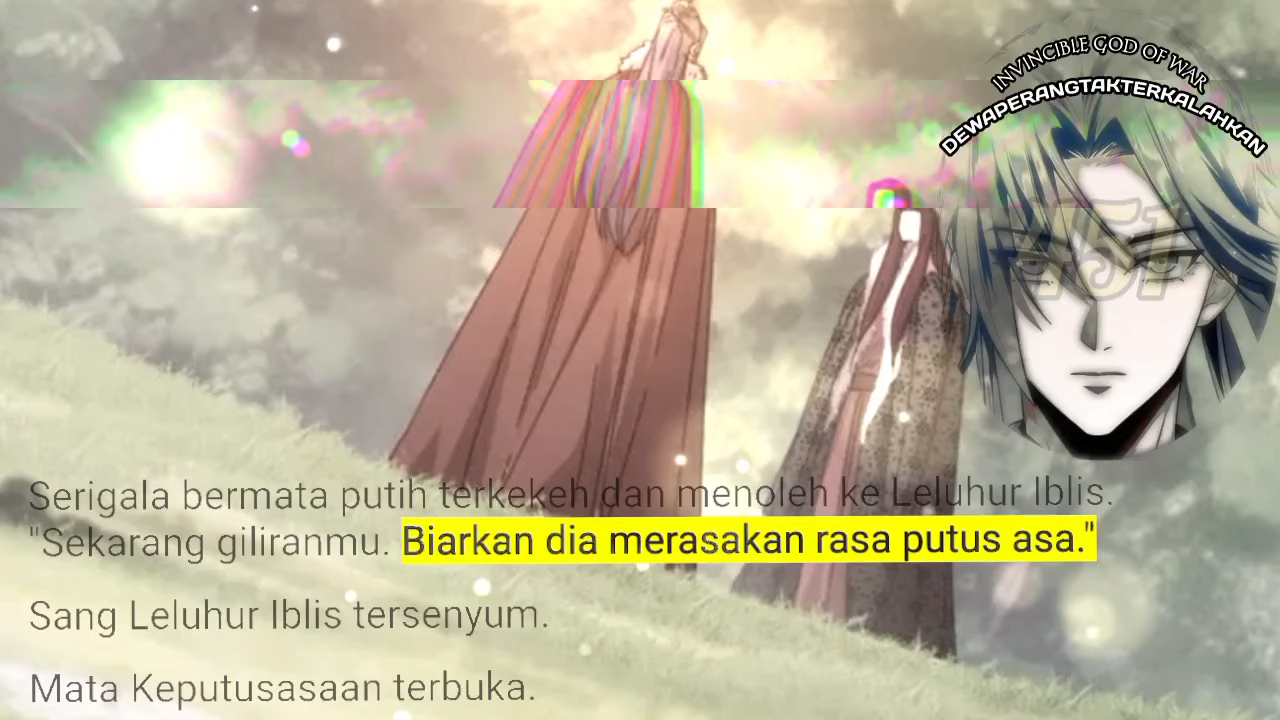 INVINCIBLE GOD OF WAR
DEWAPERANGTAKTERKALAHKAN
751
Serigala bermata putih terkekeh dan menoleh ke Leluhur Iblis.
"Sekarang giliranmu. Biarkan dia merasakan rasa putus asa."
Sang Leluhur Iblis tersenyum.
Mata Keputusasaan terbuka.